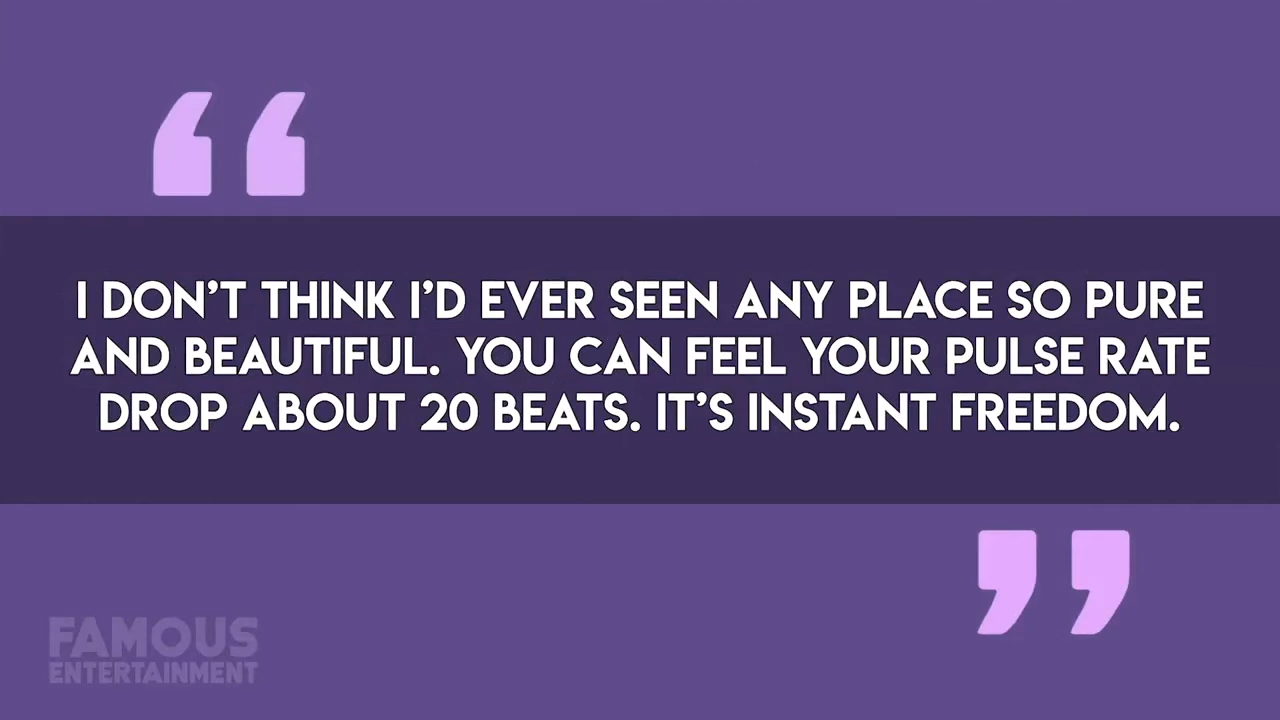 “
I DON’T THINK I’D EVER SEEN ANY PLACE SO PURE
AND BEAUTIFUL. YOU CAN FEEL YOUR PULSE RATE
DROP ABOUT 20 BEATS. IT’S INSTANT FREEDOM.
”
FAMOUS
ENTERTAINMENT